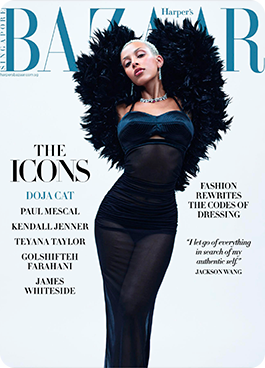 SINGAPORE
BAZAAR
Harper's
harpersbazaar.com.sg
THE
ICONS
DOJA CAT
PAUL MESCAL
KENDALL JENNER
TEYANA TAYLOR
GOLSHIFTEH
FARAHANI
JAMES
WHITESIDE
FASHION
REWRITES
THE CODES OF
DRESSING
"I let go of everything
in search of my
authentic self."
JACKSON WANG